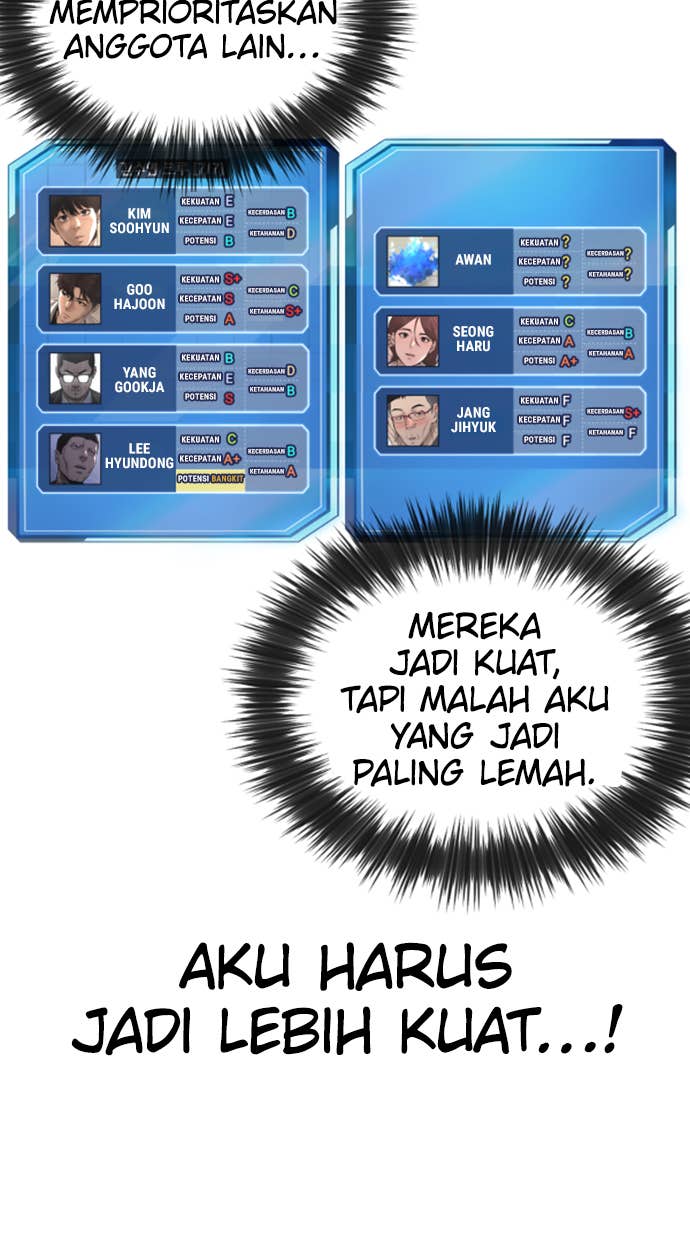 MEMPRIORITASKAN
ANGGOTA LAIN...
KIM
SOOHYUN
KEKUATAN E
KECEPATAN E
POTENSI B
KECERDASAN B
KETAHANAN D
GOO
HAJOON
KEKUATAN S+
KECEPATAN S
POTENSI A
KECERDASAN C
KETAHANAN S+
YANG
GOOKJA
KEKUATAN B
KECEPATAN E
POTENSI S
KECERDASAN D
KETAHANAN B
LEE
HYUNDONG
KEKUATAN C
KECEPATAN A+
POTENSI BANGKIT
KECERDASAN B
KETAHANAN A
AWAN
KEKUATAN ?
KECEPATAN ?
POTENSI ?
KECERDASAN ?
KETAHANAN ?
SEONG
HARU
KEKUATAN C
KECEPATAN A
POTENSI A+
KECERDASAN B
KETAHANAN A
JANG
JIHYUK
KEKUATAN F
KECEPATAN F
POTENSI F
KECERDASAN S+
KETAHANAN F
MEREKA
JADI KUAT,
TAPI MALAH AKU
YANG JADI
PALING LEMAH.
AKU HARUS
JADI LEBIH KUAT...!